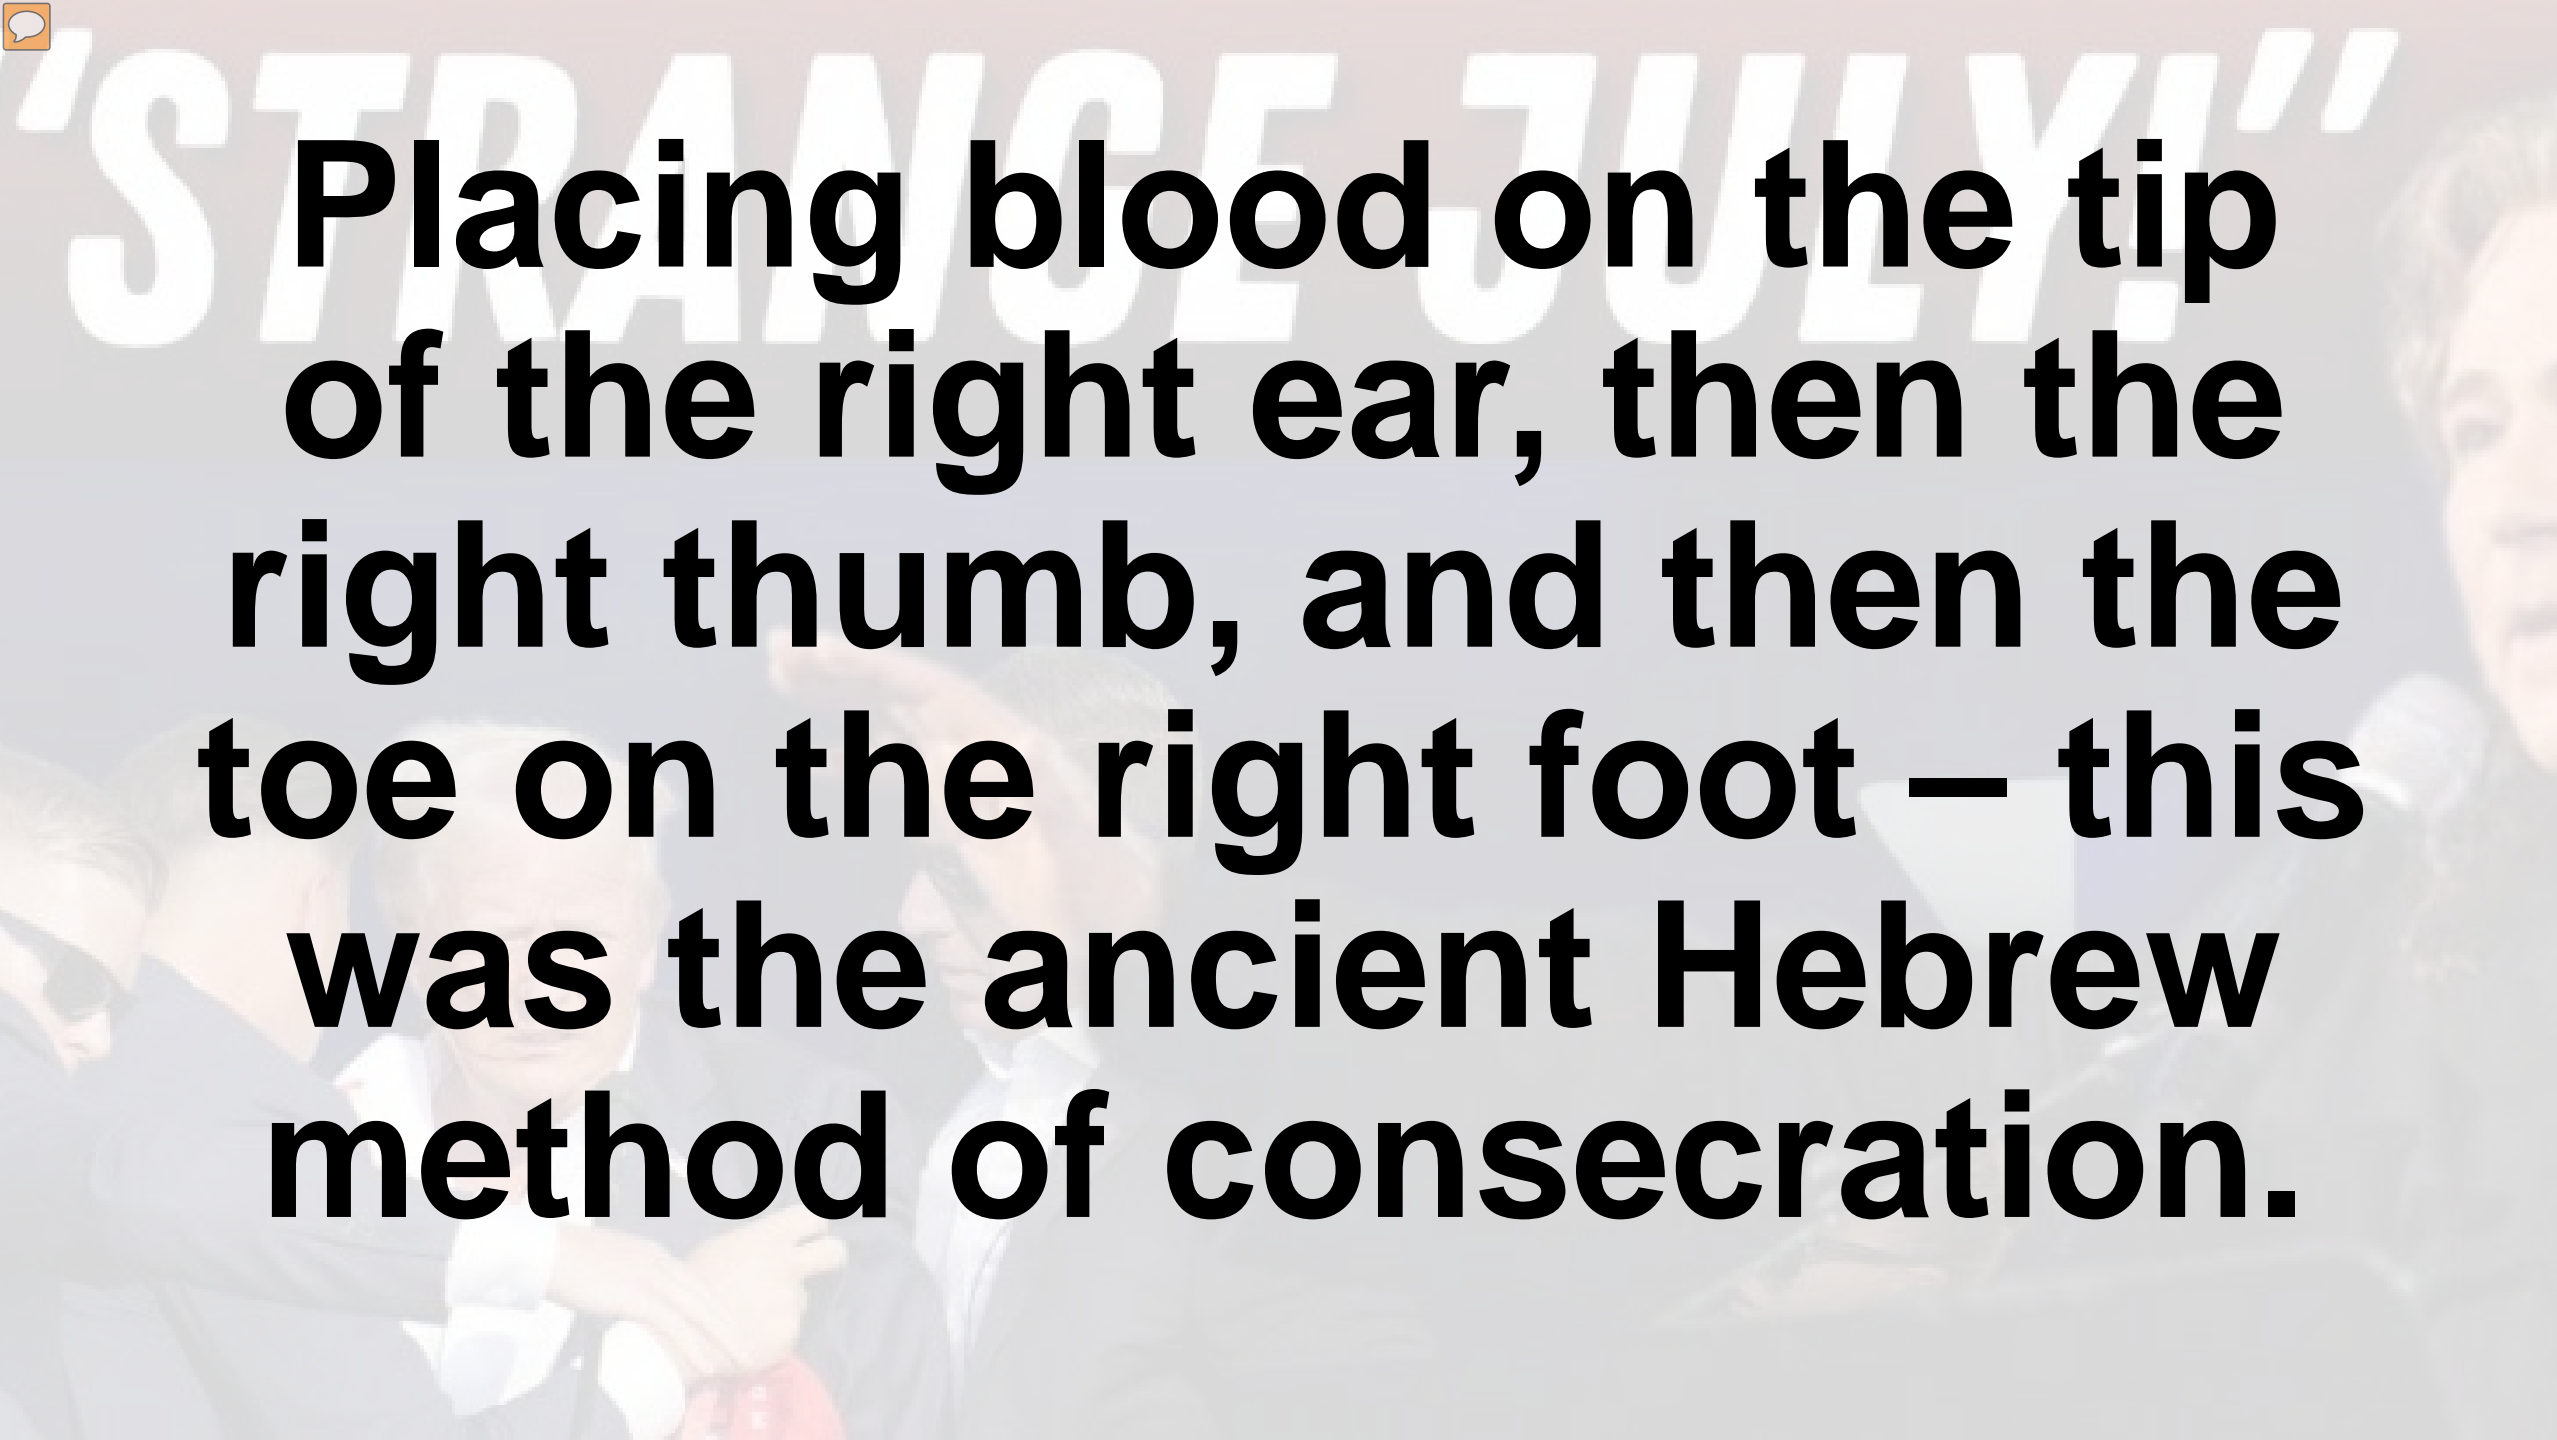 "STRANGE JULY!"
Placing blood on the tip
of the right ear, then the
right thumb, and then the
toe on the right foot – this
was the ancient Hebrew
method of consecration.